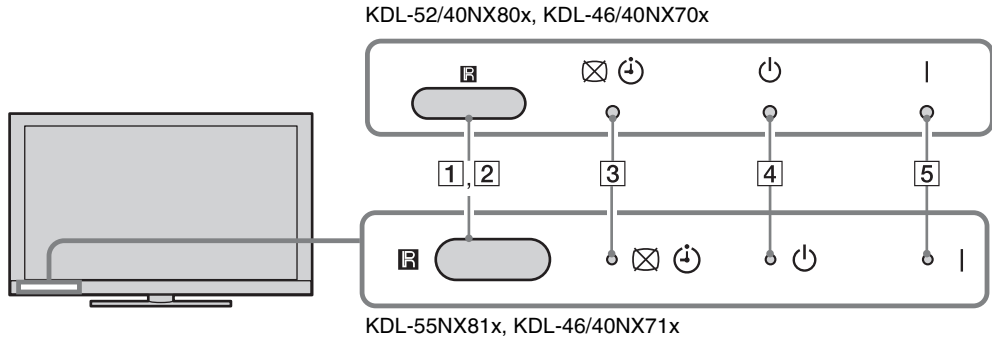 KDL-52/40NX80x, KDL-46/40NX70x
R
1, 2 3 4 5
R
KDL-55NX81x, KDL-46/40NX71x